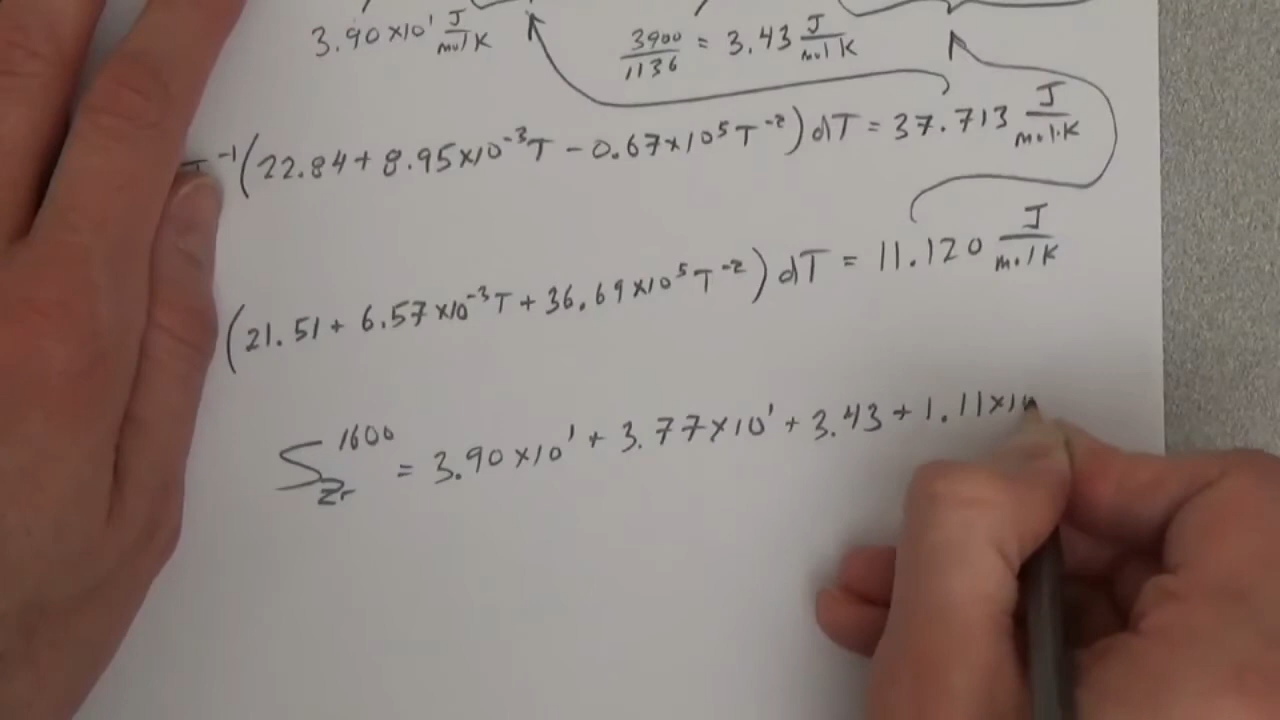 3.90×10¹ J/mol K    3900/1136 = 3.43 J/mol K
⁻¹(22.84 + 8.95×10⁻³T − 0.67×10⁵T⁻²)dT = 37.713 J/mol·K
(21.51 + 6.57×10⁻³T + 36.69×10⁵T⁻²)dT = 11.120 J/mol K
S_Zr^1600 = 3.90×10¹ + 3.77×10¹ + 3.43 + 1.11×10